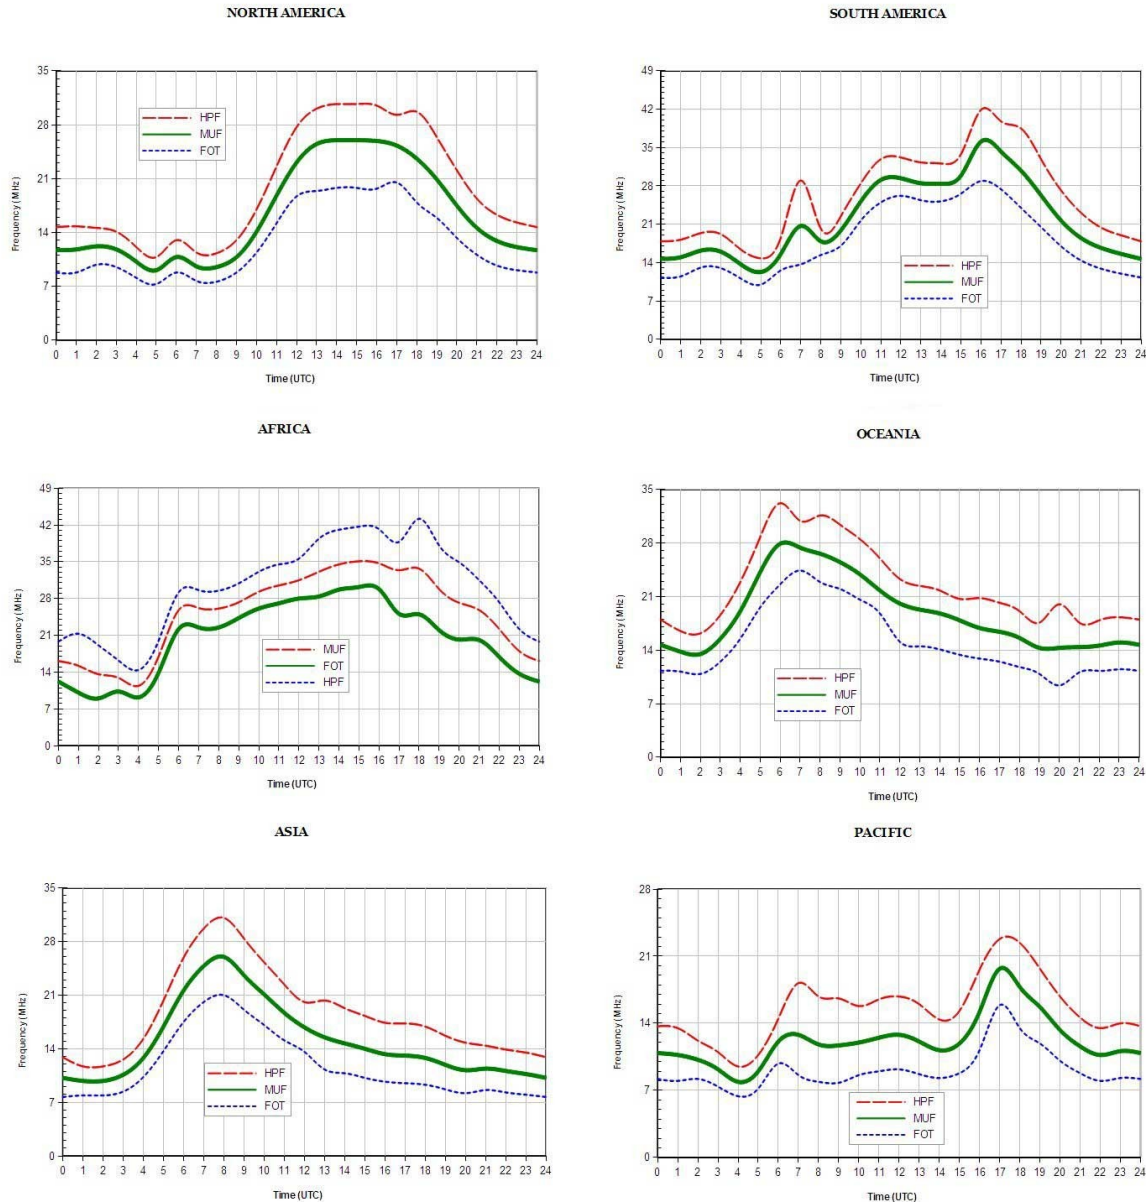 NORTH AMERICA
35
28
21
14
7
0
Frequency (MHz)
HPF
MUF
FOT
0 1 2 3 4 5 6 7 8 9 10 11 12 13 14 15 16 17 18 19 20 21 22 23 24
Time (UTC)
SOUTH AMERICA
49
42
35
28
21
14
7
0
Frequency (MHz)
HPF
MUF
FOT
0 1 2 3 4 5 6 7 8 9 10 11 12 13 14 15 16 17 18 19 20 21 22 23 24
Time (UTC)
AFRICA
49
42
35
28
21
14
7
0
Frequency (MHz)
MUF
FOT
HPF
0 1 2 3 4 5 6 7 8 9 10 11 12 13 14 15 16 17 18 19 20 21 22 23 24
Time (UTC)
OCEANIA
35
28
21
14
7
0
Frequency (MHz)
HPF
MUF
FOT
0 1 2 3 4 5 6 7 8 9 10 11 12 13 14 15 16 17 18 19 20 21 22 23 24
Time (UTC)
ASIA
35
28
21
14
7
0
Frequency (MHz)
HPF
MUF
FOT
0 1 2 3 4 5 6 7 8 9 10 11 12 13 14 15 16 17 18 19 20 21 22 23 24
Time (UTC)
PACIFIC
28
21
14
7
0
Frequency (MHz)
HPF
MUF
FOT
0 1 2 3 4 5 6 7 8 9 10 11 12 13 14 15 16 17 18 19 20 21 22 23 24
Time (UTC)